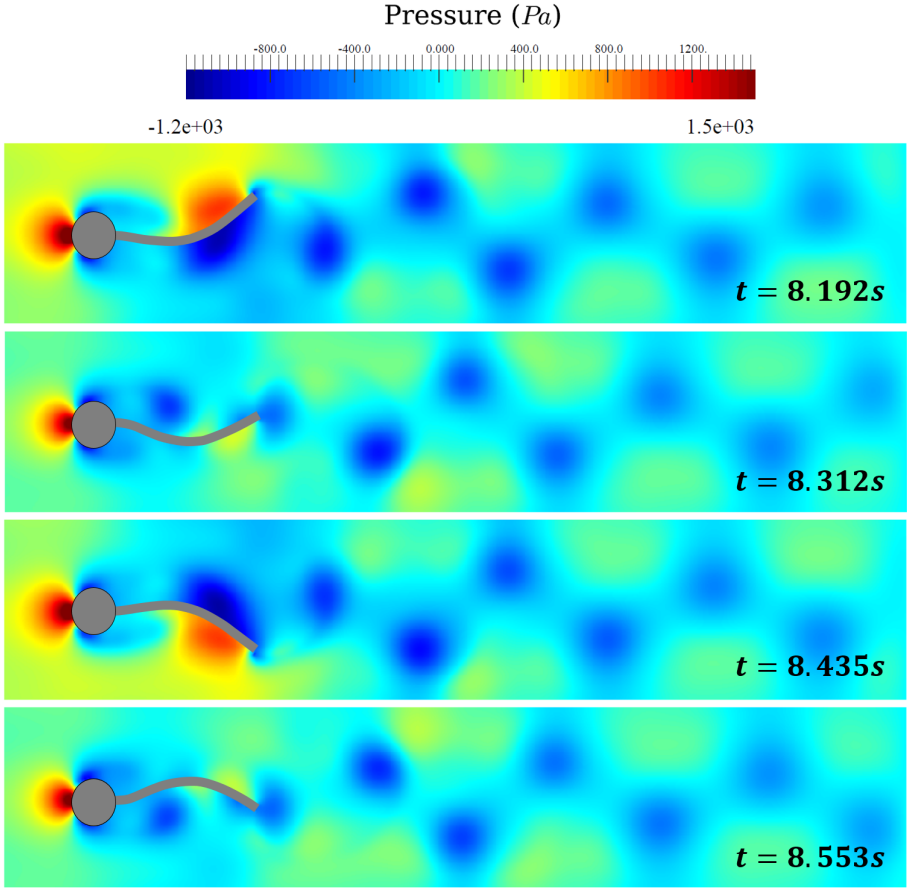 Pressure (Pa)
-800.0 -400.0 0.000 400.0 800.0 1200.
-1.2e+03 1.5e+03
t = 8.192s
t = 8.312s
t = 8.435s
t = 8.553s